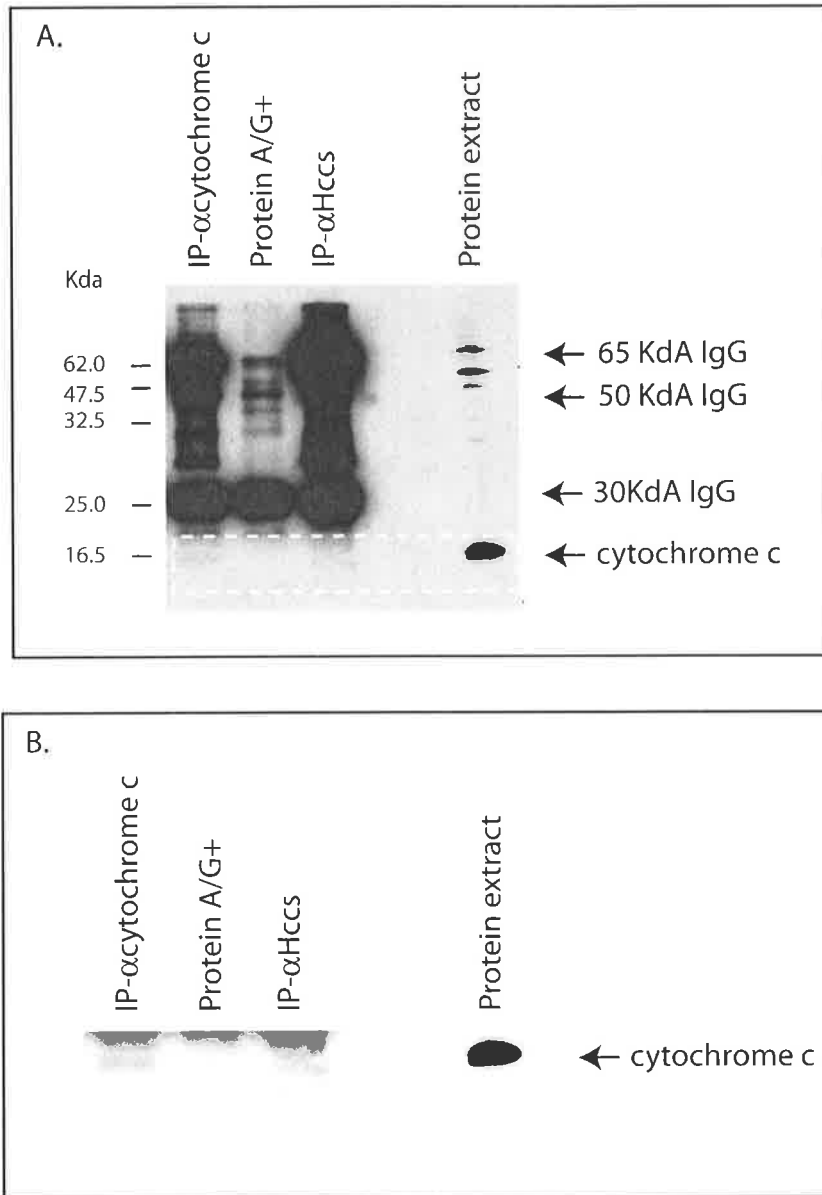 A.
IP-αcytochrome c
Protein A/G+
IP-αHccs
Protein extract
Kda
62.0
47.5
32.5
25.0
16.5
65 KdA IgG
50 KdA IgG
30KdA IgG
cytochrome c
B.
IP-αcytochrome c
Protein A/G+
IP-αHccs
Protein extract
cytochrome c